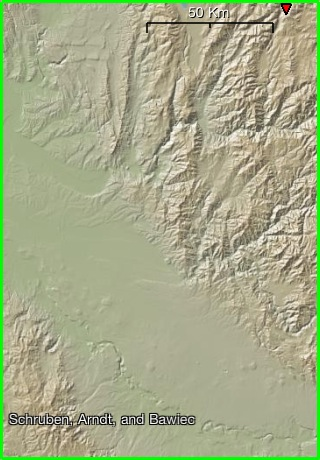 50 Km
Schruben, Arndt, and Bawiec